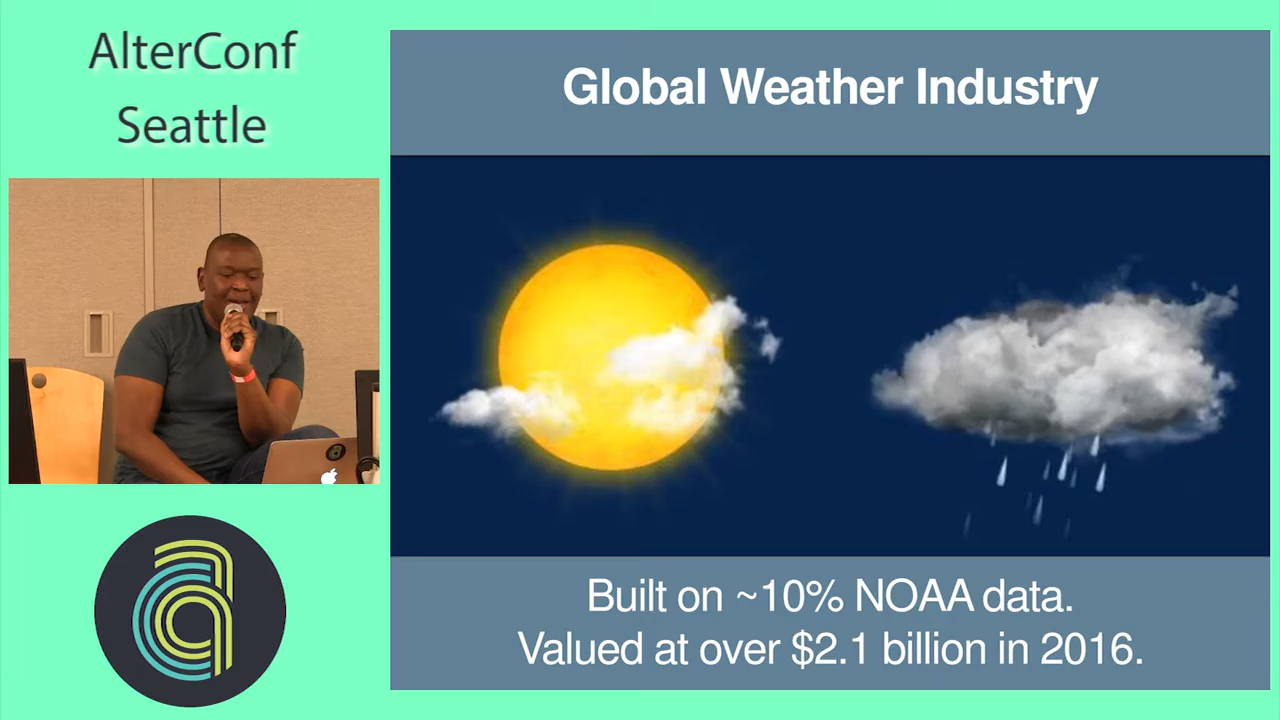 AlterConf
Seattle
Global Weather Industry
Built on ~10% NOAA data.
Valued at over $2.1 billion in 2016.